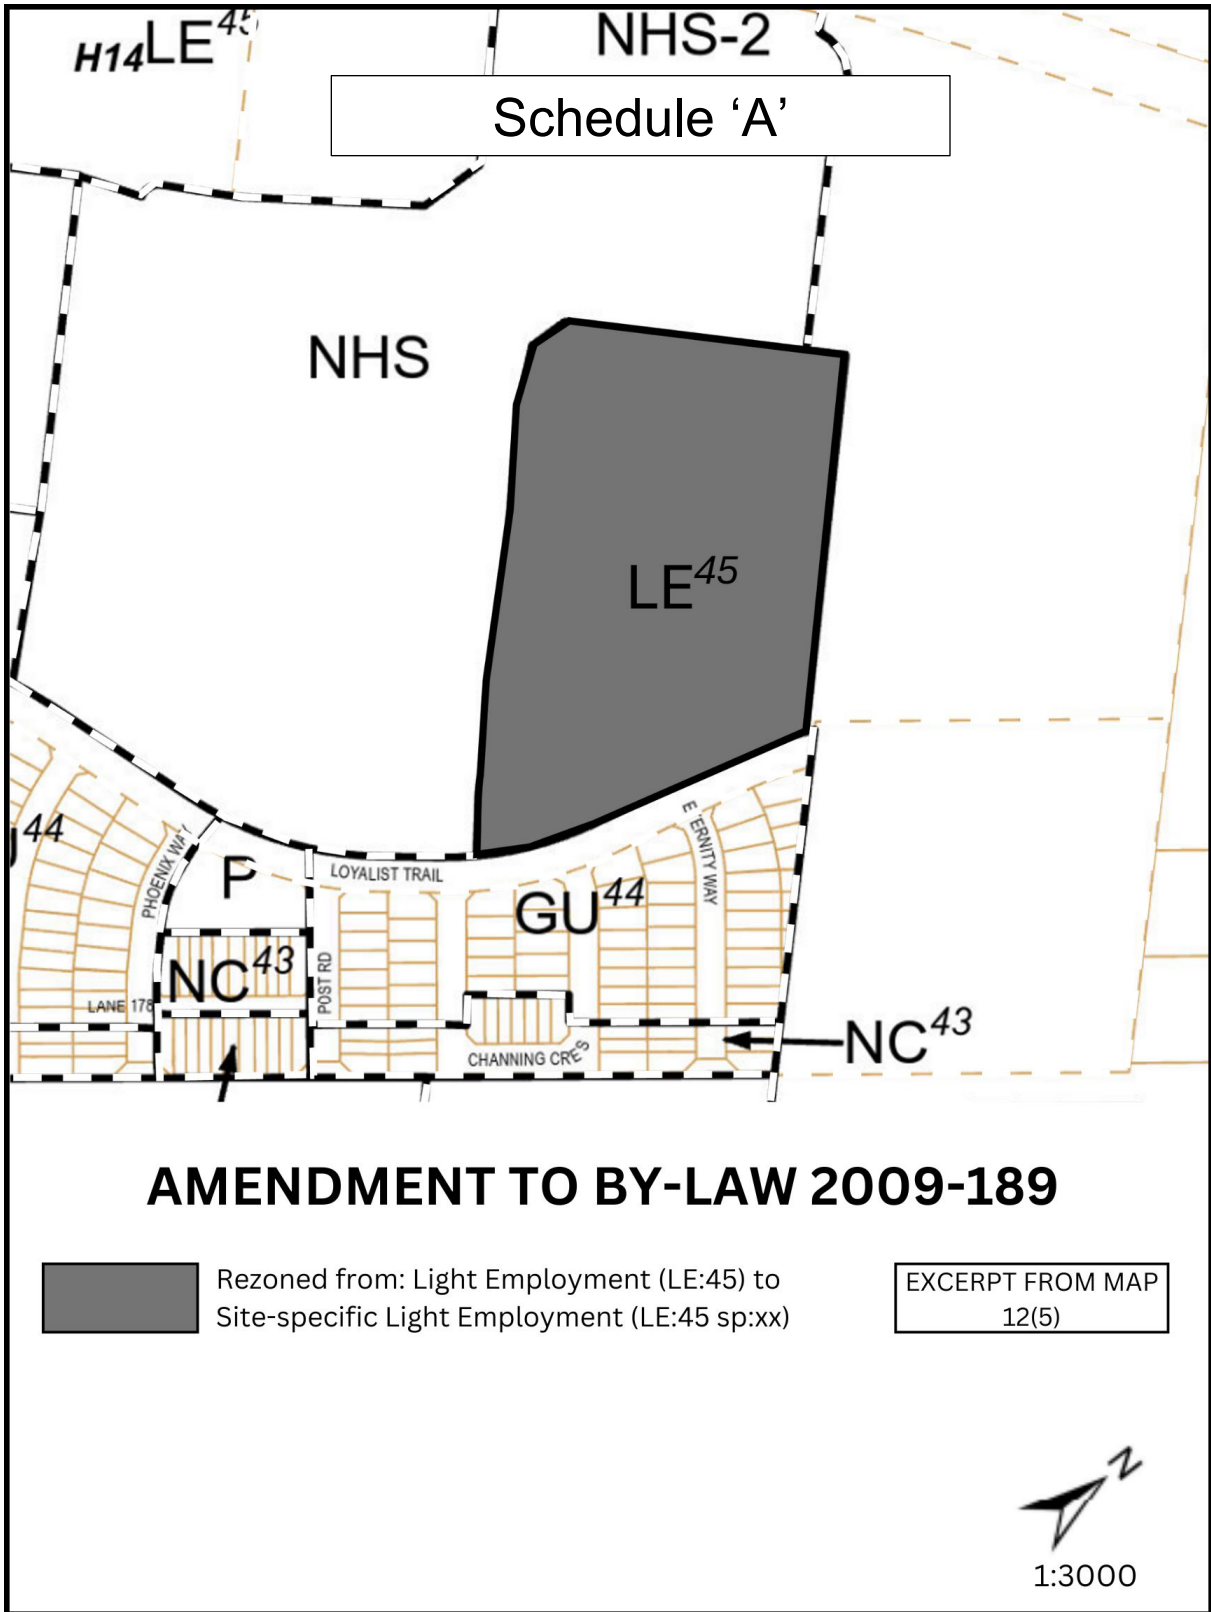 H14LE45
NHS-2
Schedule ‘A’
NHS
LE45
44
PHOENIX WAY
P
LOYALIST TRAIL
GU44
NC43
POST RD
LANE 178
CHANNING CRES
NC43
AMENDMENT TO BY-LAW 2009-189
Rezoned from: Light Employment (LE:45) to
Site-specific Light Employment (LE:45 sp:xx)
EXCERPT FROM MAP
12(5)
N
1:3000